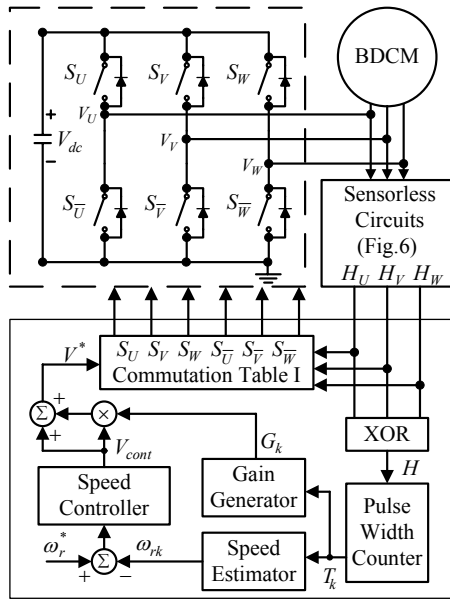 BDCM
S_U S_V S_W
V_U
+
V_dc
−
V_V
V_W
S_U̅ S_V̅ S_W̅
Sensorless
Circuits
(Fig.6)
H_U H_V H_W
V^*
S_U S_V S_W S_U̅ S_V̅ S_W̅
Commutation Table I
Σ + × +
V_cont
G_k
XOR
H
Speed
Controller
Gain
Generator
Pulse
Width
Counter
ω_r^* + Σ − ω_rk
Speed
Estimator
T_k